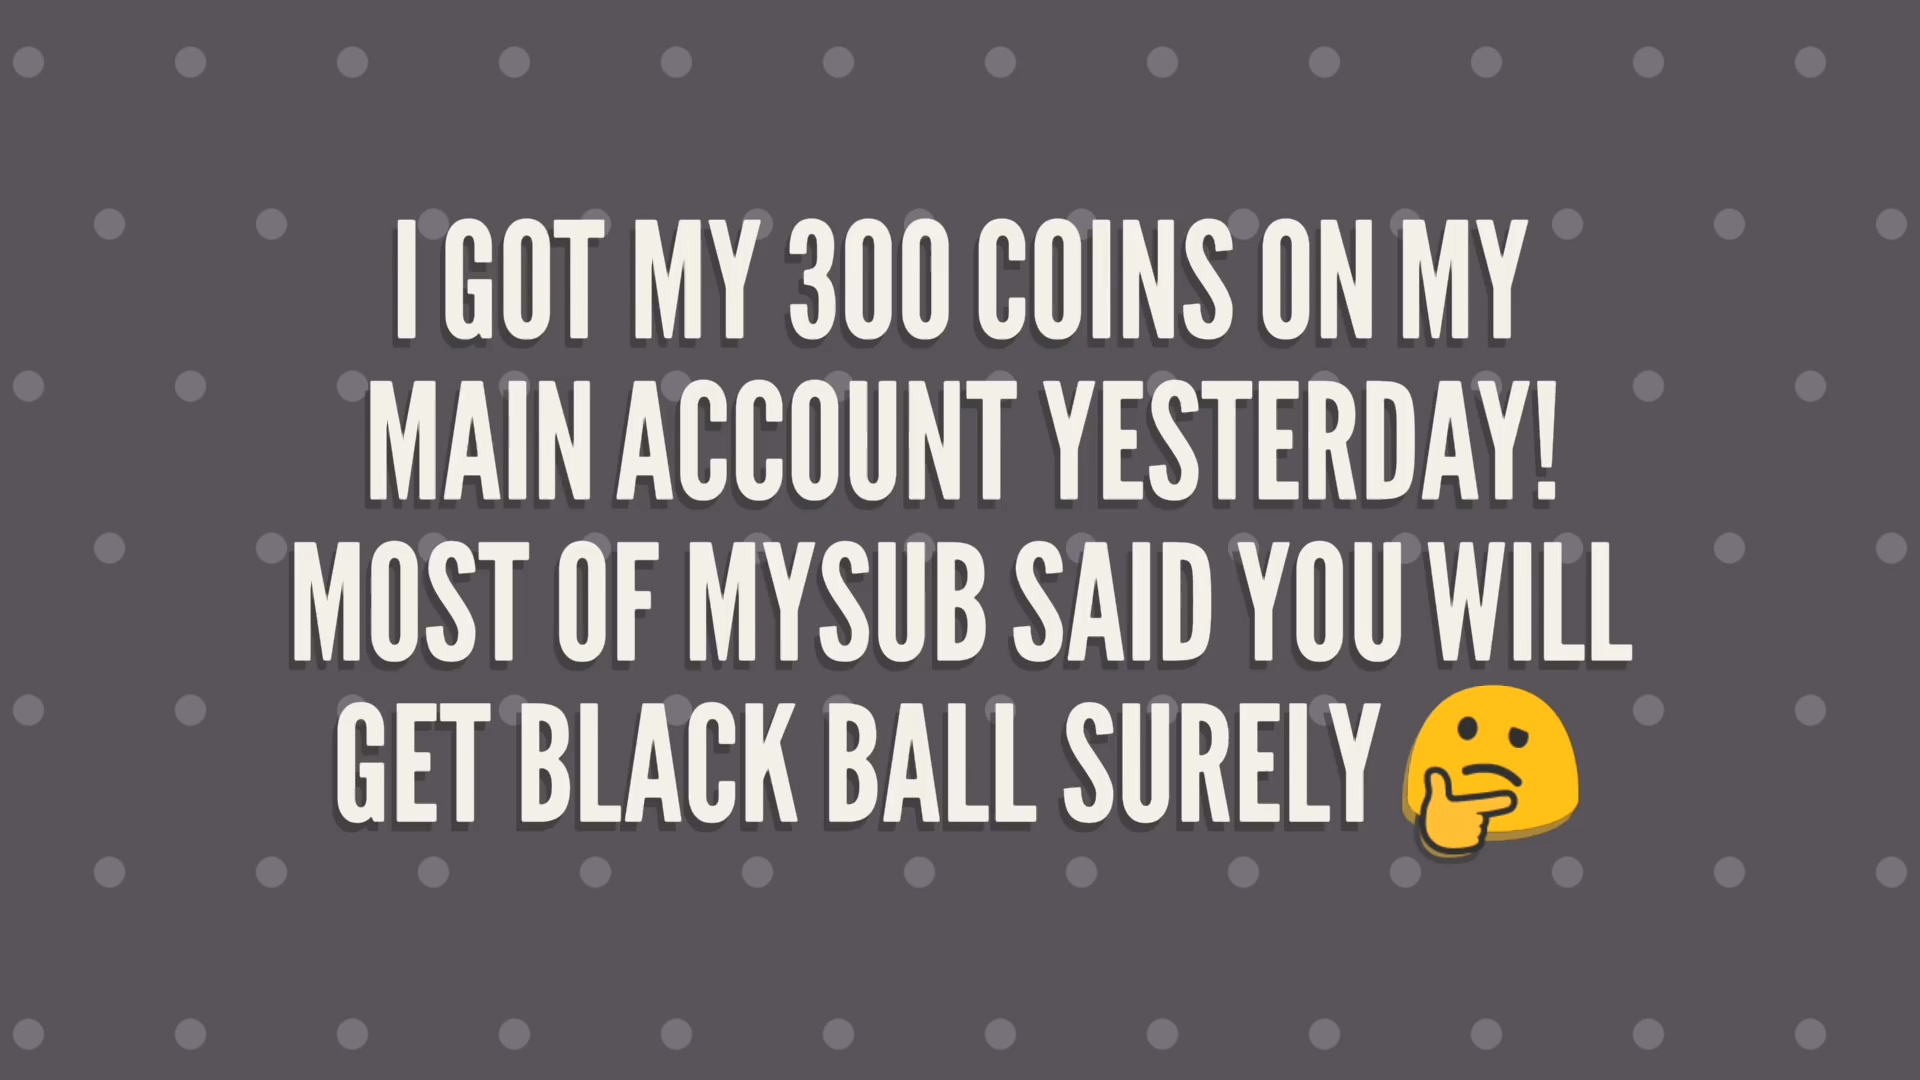 I GOT MY 300 COINS ON MY
MAIN ACCOUNT YESTERDAY!
MOST OF MYSUB SAID YOU WILL
GET BLACK BALL SURELY 🤔